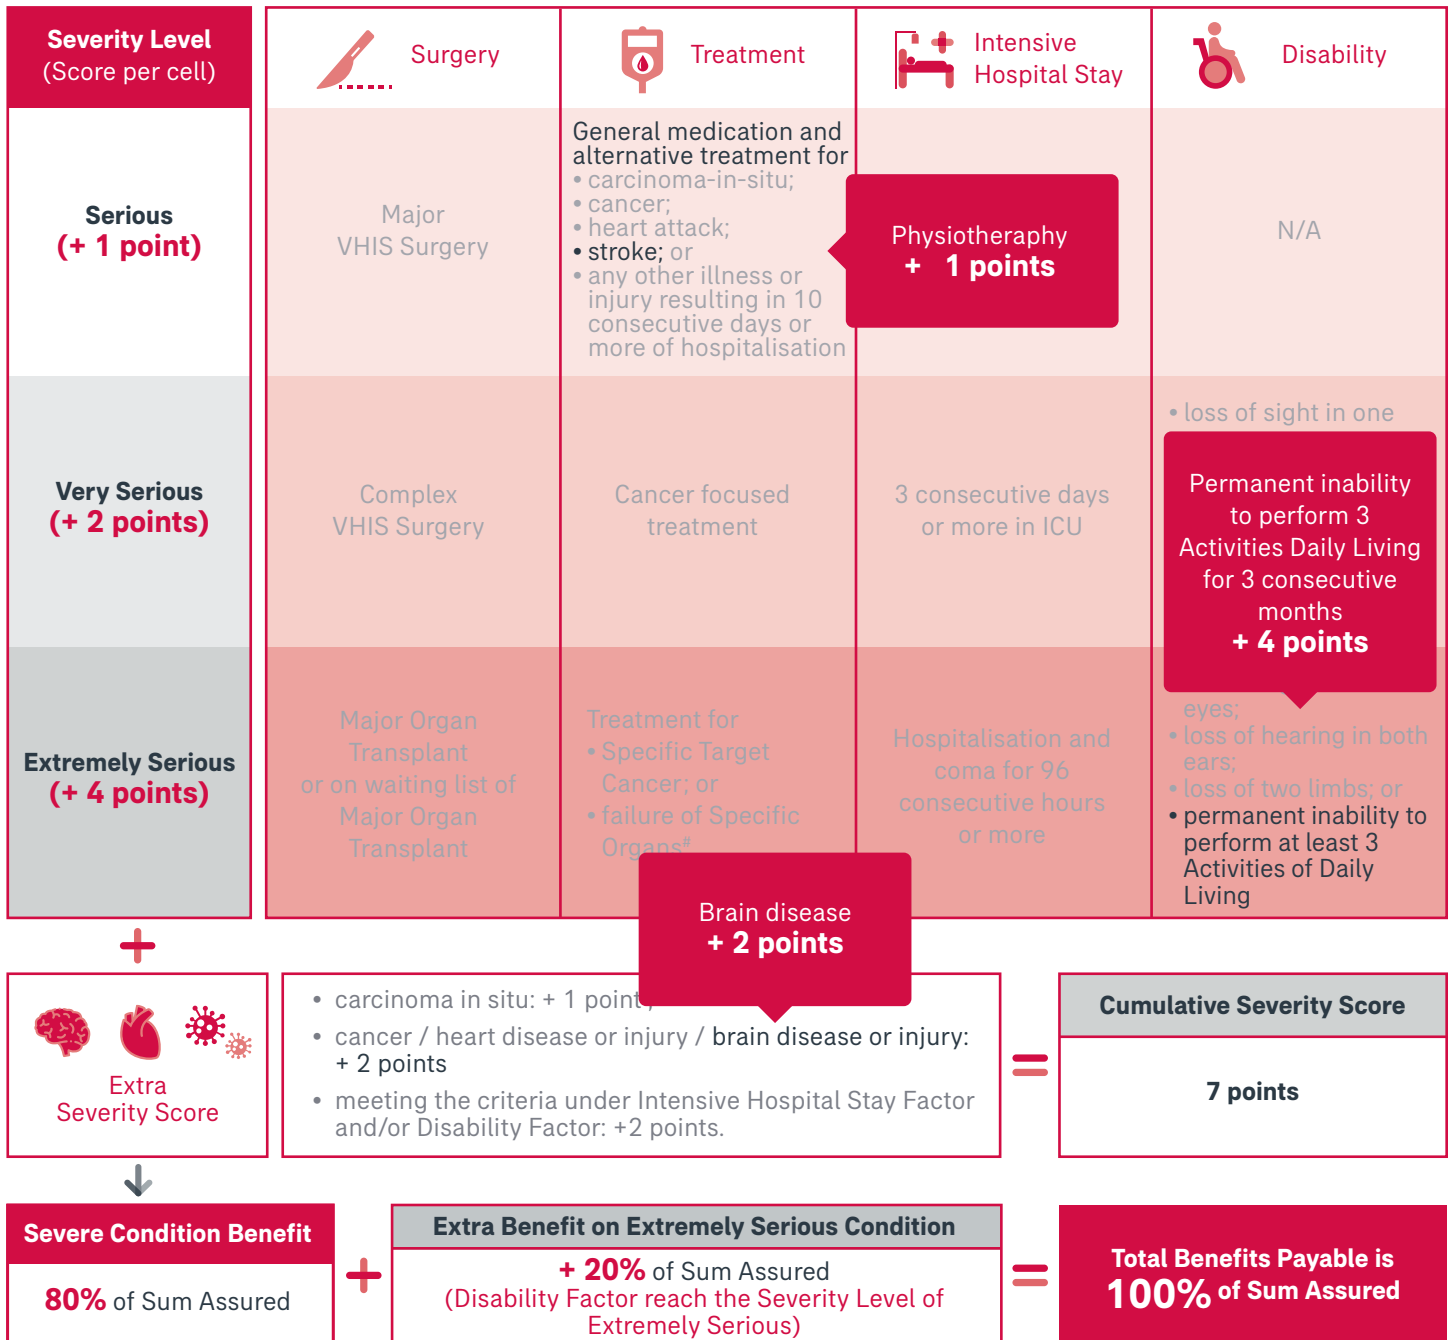 Severity Level
(Score per cell)
Surgery
Treatment
Intensive
Hospital Stay
Disability
Serious
(+ 1 point)
Major
VHIS Surgery
General medication and
alternative treatment for
• carcinoma-in-situ;
• cancer;
• heart attack;
• stroke; or
• any other illness or
injury resulting in 10
consecutive days or
more of hospitalisation
Physiotheraphy
+ 1 points
N/A
Very Serious
(+ 2 points)
Complex
VHIS Surgery
Cancer focused
treatment
3 consecutive days
or more in ICU
• loss of sight in one
Permanent inability
to perform 3
Activities Daily Living
for 3 consecutive
months
+ 4 points
Extremely Serious
(+ 4 points)
Major Organ
Transplant
or on waiting list of
Major Organ
Transplant
Treatment for
• Specific Target
Cancer; or
• failure of Specific
Organs#
Hospitalisation and
coma for 96
consecutive hours
or more
eyes;
• loss of hearing in both
ears;
• loss of two limbs; or
• permanent inability to
perform at least 3
Activities of Daily
Living
Brain disease
+ 2 points
Extra
Severity Score
• carcinoma in situ: + 1 point
• cancer / heart disease or injury / brain disease or injury:
+ 2 points
• meeting the criteria under Intensive Hospital Stay Factor
and/or Disability Factor: +2 points.
Cumulative Severity Score
7 points
Severe Condition Benefit
80% of Sum Assured
Extra Benefit on Extremely Serious Condition
+ 20% of Sum Assured
(Disability Factor reach the Severity Level of
Extremely Serious)
Total Benefits Payable is
100% of Sum Assured